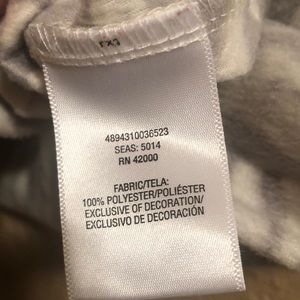 4894310036523
SEAS: 5014
RN 42000
FABRIC/TELA:
100% POLYESTER/POLIÉSTER
EXCLUSIVE OF DECORATION/
EXCLUSIVO DE DECORACIÓN